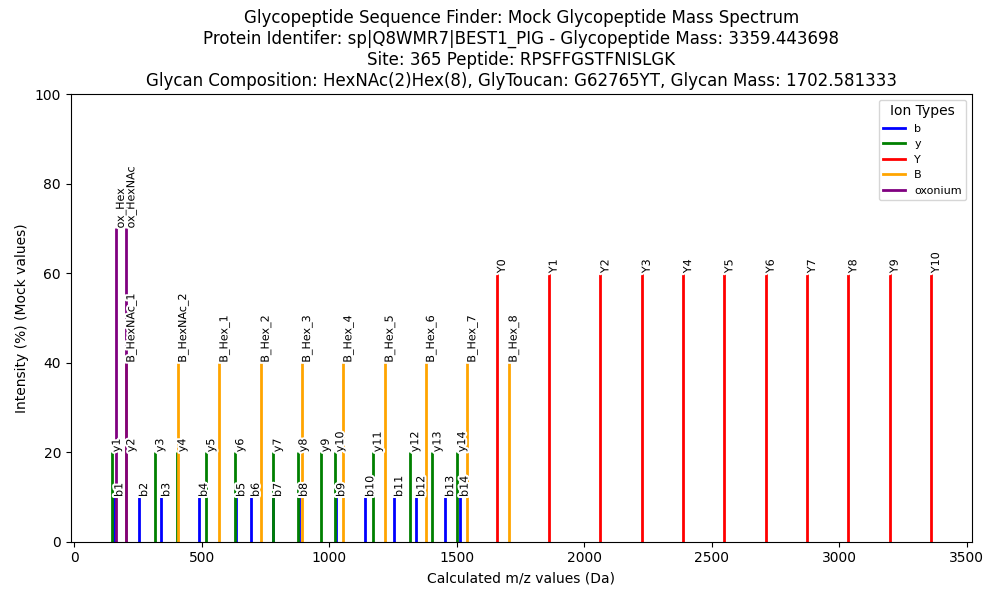 Glycopeptide Sequence Finder: Mock Glycopeptide Mass Spectrum
Protein Identifer: sp|Q8WMR7|BEST1_PIG - Glycopeptide Mass: 3359.443698
Site: 365 Peptide: RPSFFGSTFNISLGK
Glycan Composition: HexNAc(2)Hex(8), GlyToucan: G62765YT, Glycan Mass: 1702.581333
Intensity (%) (Mock values)
100
80
60
40
20
0
Ion Types
b
y
Y
B
oxonium
ox_Hex
ox_HexNAc
Y0
Y1
Y2
Y3
Y4
Y5
Y6
Y7
Y8
Y9
Y10
B_HexNAc_1
B_HexNAc_2
B_Hex_1
B_Hex_2
B_Hex_3
B_Hex_4
B_Hex_5
B_Hex_6
B_Hex_7
B_Hex_8
y1
y2
y3
y4
y5
y6
y7
y8
y9
y10
y11
y12
y13
y14
b1
b2
b3
b4
b5
b6
b7
b8
b9
b10
b11
b12
b13
b14
0
500
1000
1500
2000
2500
3000
3500
Calculated m/z values (Da)